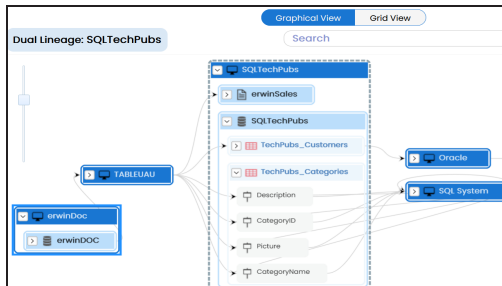 Graphical View
Grid View
Dual Lineage: SQLTechPubs
Search
SQLTechPubs
erwinSales
SQLTechPubs
TechPubs_Customers
TechPubs_Categories
Description
CategoryID
Picture
CategoryName
TABLEUAU
erwinDoc
erwinDOC
Oracle
SQL System